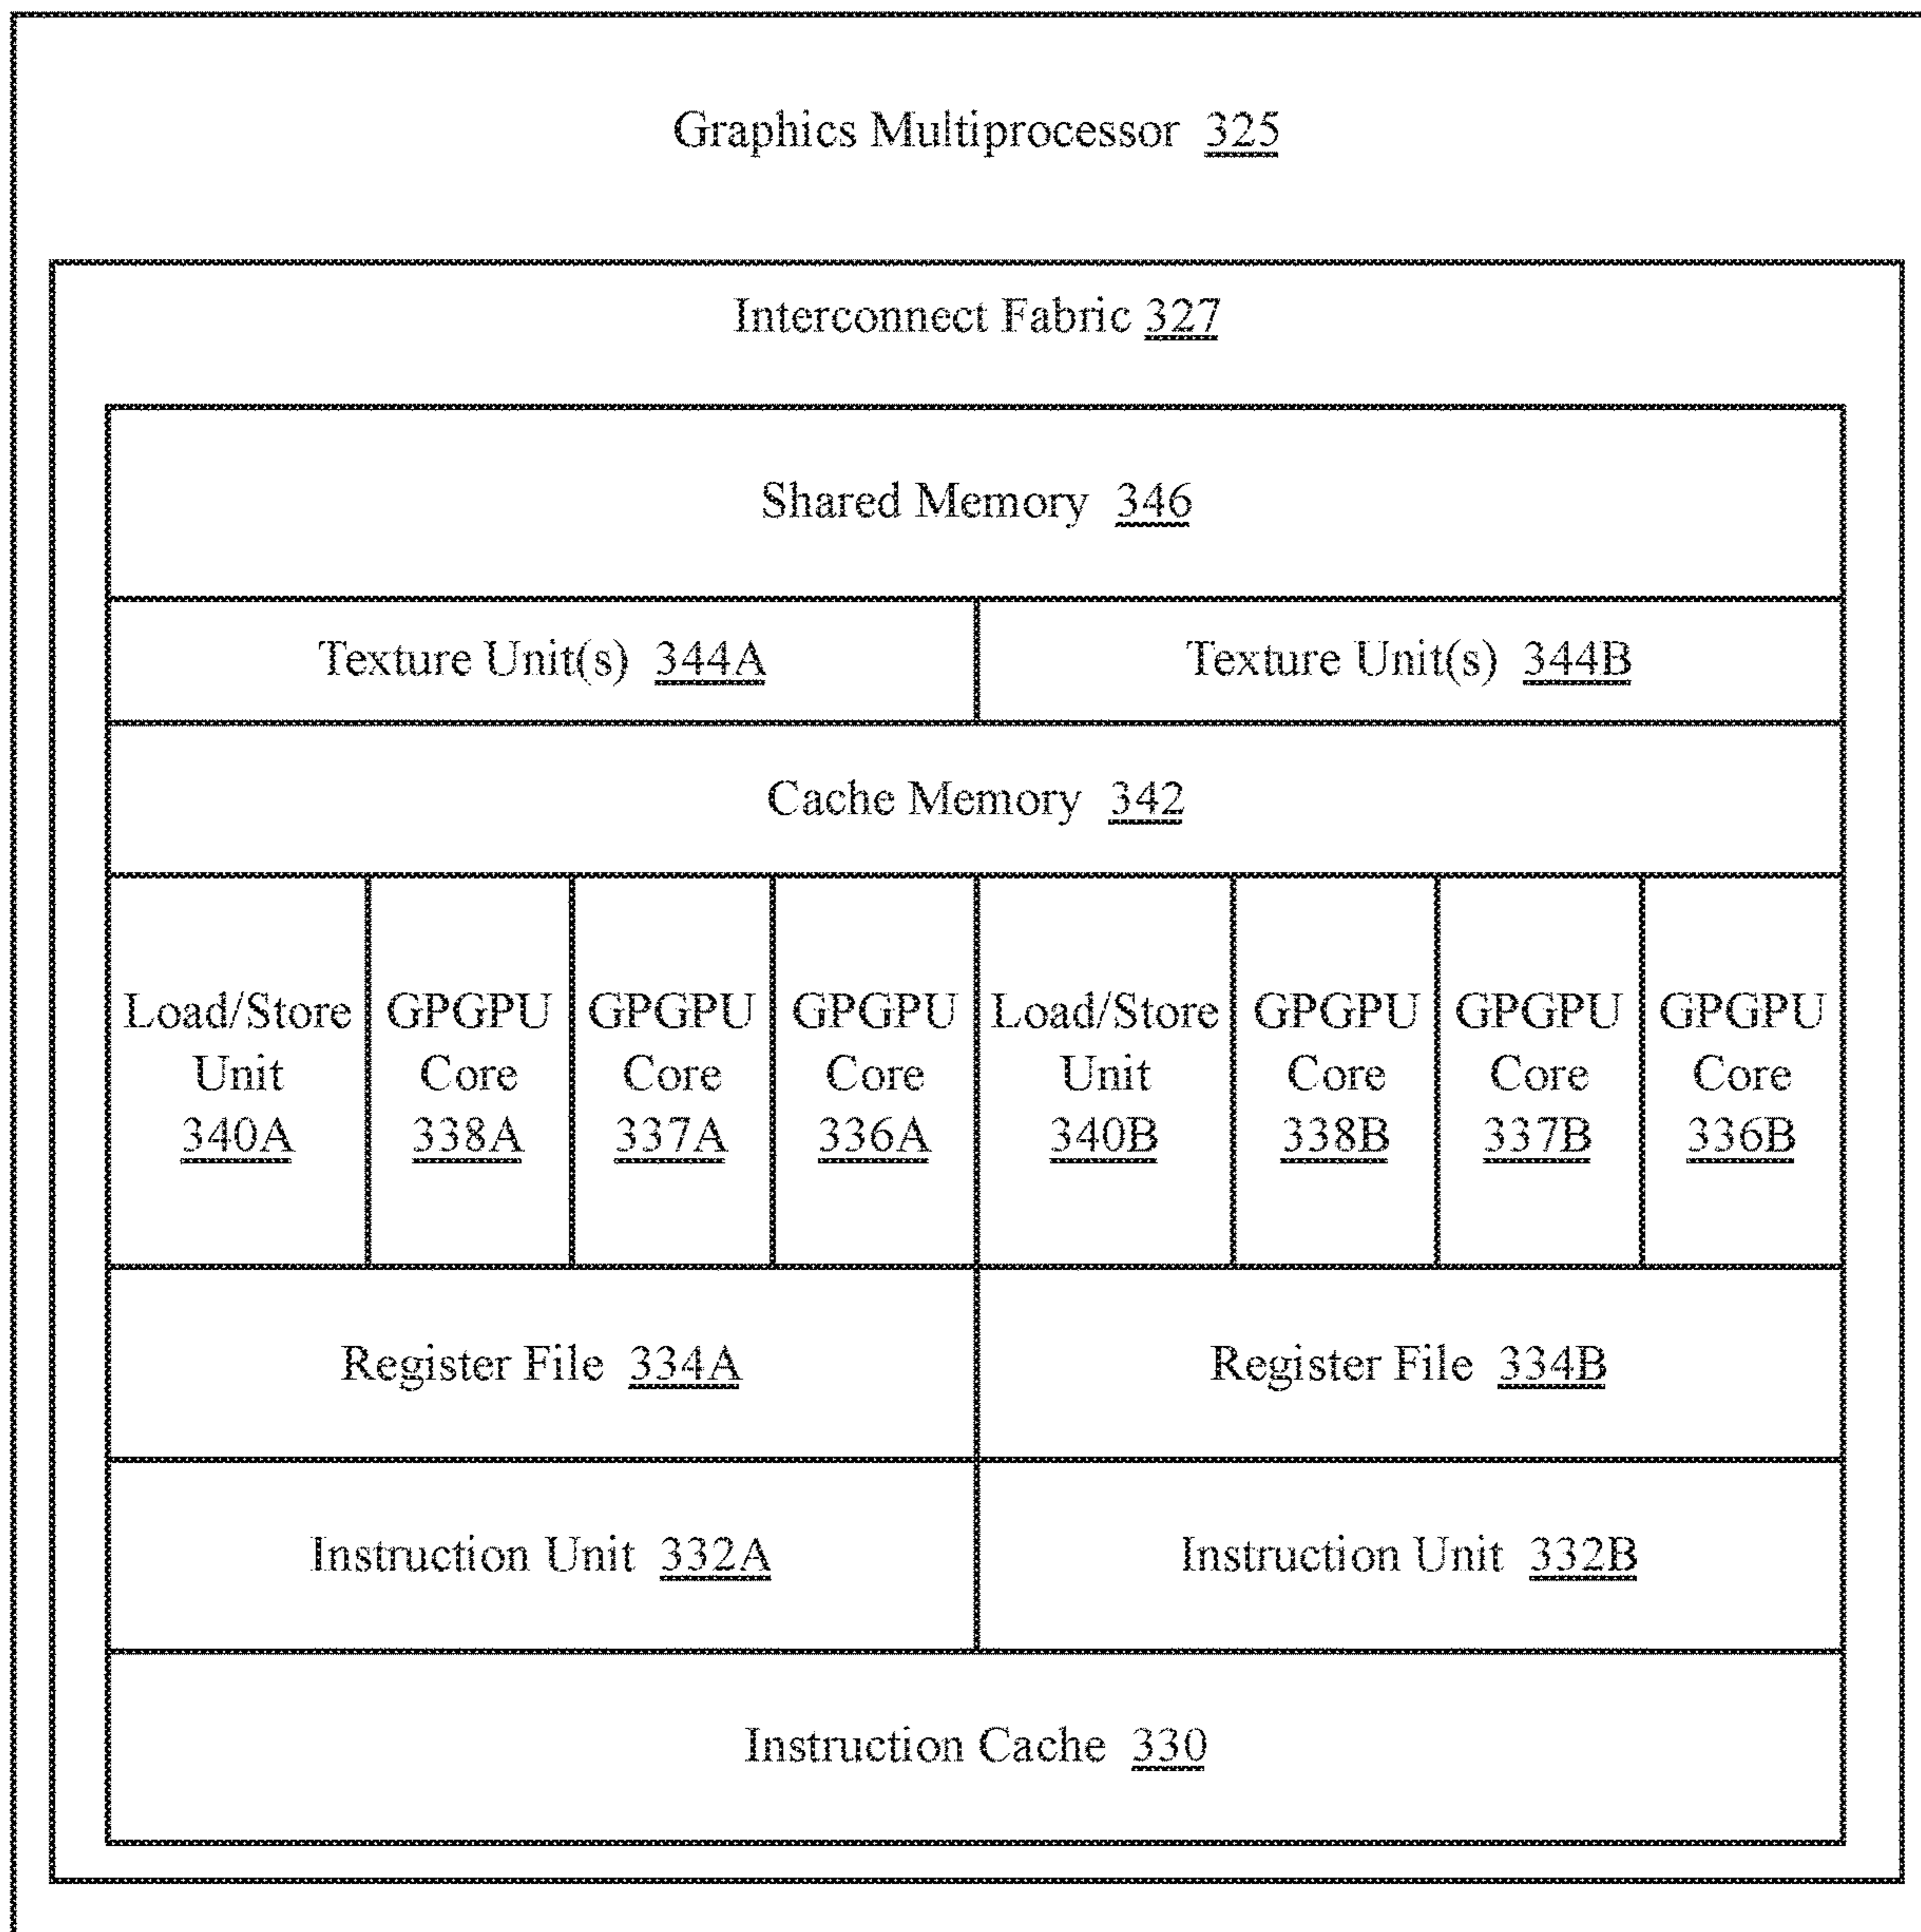 Graphics Multiprocessor 325
Interconnect Fabric 327
Shared Memory 346
Texture Unit(s) 344A
Texture Unit(s) 344B
Cache Memory 342
Load/Store
Unit
340A
GPGPU
Core
338A
GPGPU
Core
337A
GPGPU
Core
336A
Load/Store
Unit
340B
GPGPU
Core
338B
GPGPU
Core
337B
GPGPU
Core
336B
Register File 334A
Register File 334B
Instruction Unit 332A
Instruction Unit 332B
Instruction Cache 330